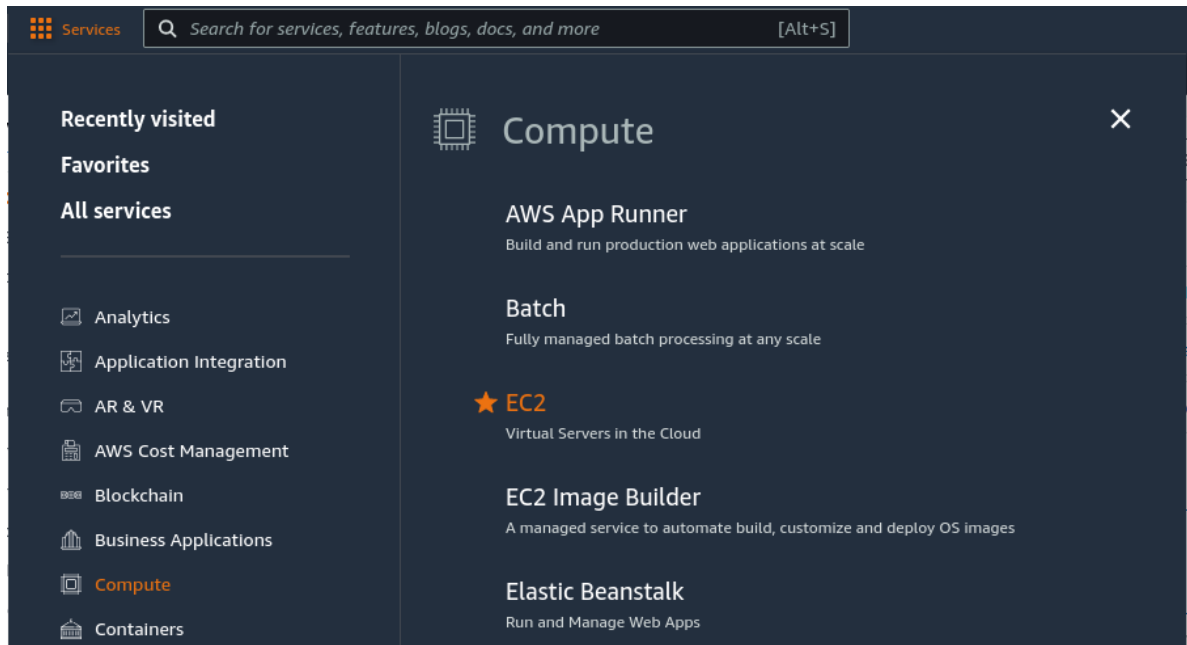 Services
Search for services, features, blogs, docs, and more [Alt+S]
Recently visited
Favorites
All services
Analytics
Application Integration
AR & VR
AWS Cost Management
Blockchain
Business Applications
Compute
Containers
Compute
AWS App Runner
Build and run production web applications at scale
Batch
Fully managed batch processing at any scale
EC2
Virtual Servers in the Cloud
EC2 Image Builder
A managed service to automate build, customize and deploy OS images
Elastic Beanstalk
Run and Manage Web Apps